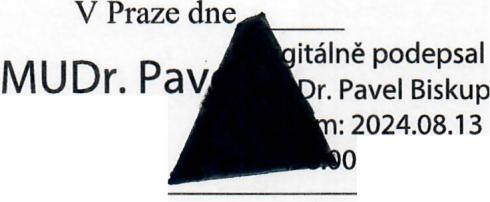 V Praze dne
MUDr. Pav
gitálně podepsal
Dr. Pavel Biskup
m: 2024.08.13
00